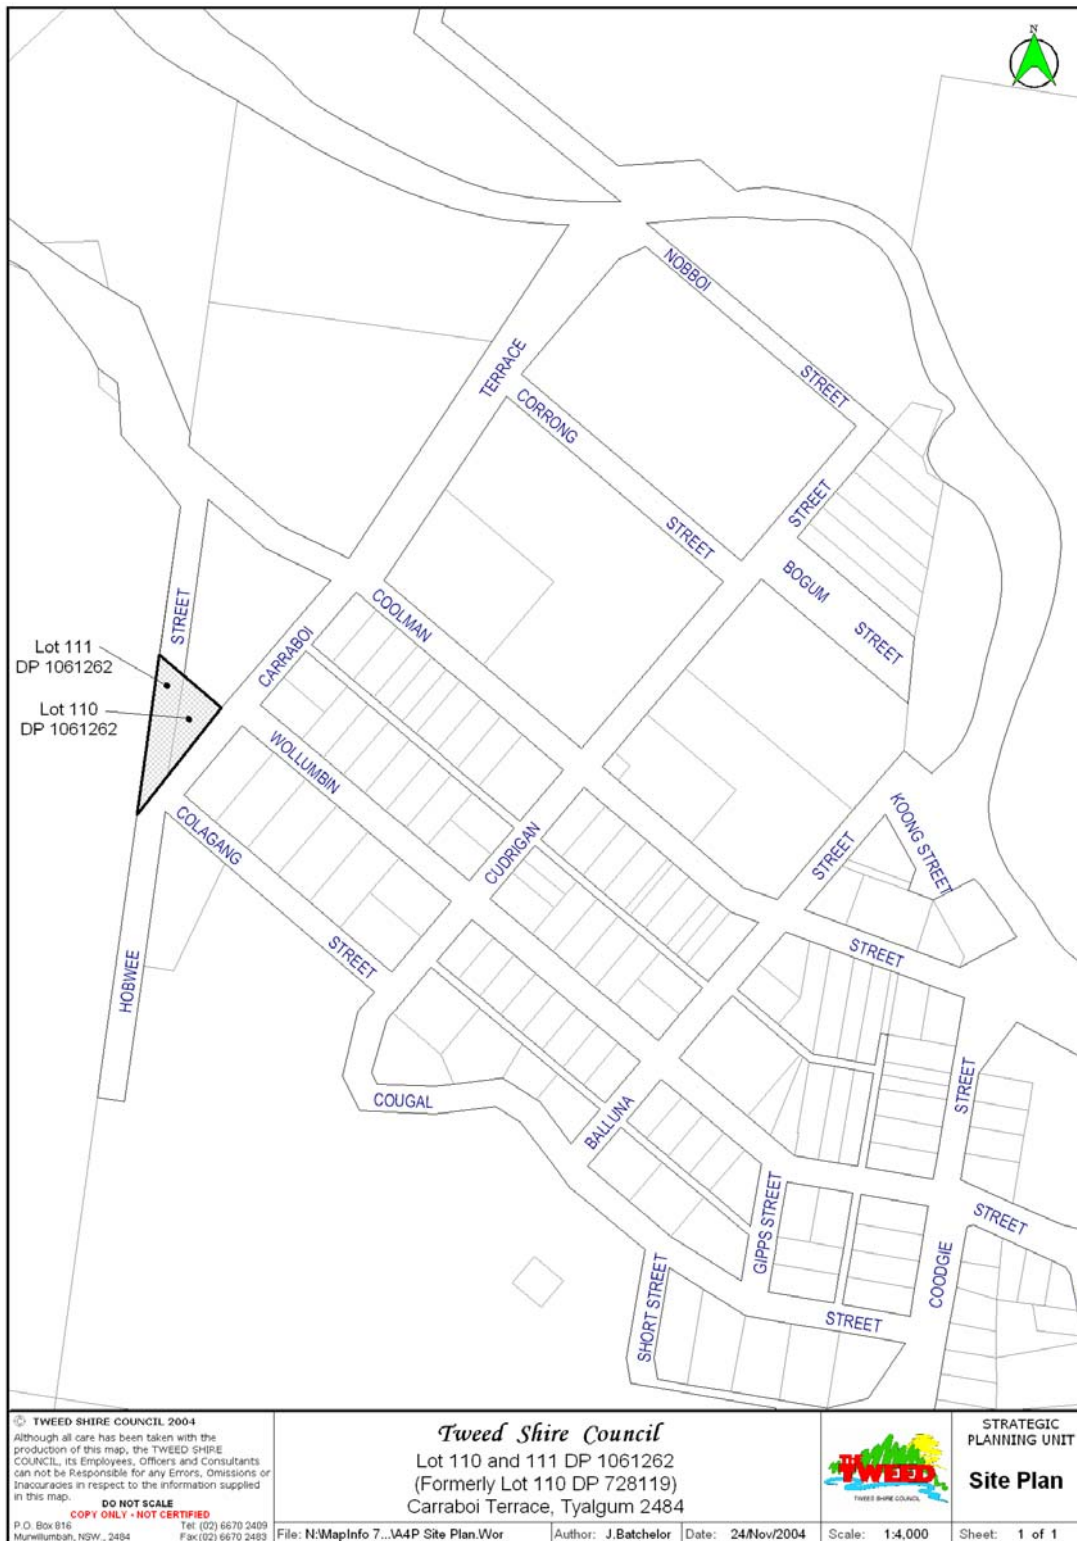 N
NOBBOI
STREET
TERRACE
CORRONG
STREET
STREET
BOGUM
STREET
STREET
COOLMAN
CARRABOI
Lot 111
DP 1061262
Lot 110
DP 1061262
WOLLUMBIN
COLAGANG
STREET
CUDRIGAN
STREET
KOONG STREET
STREET
HOBWEE
STREET
COUGAL
BALLUNA
GIPPS STREET
STREET
COODGIE
SHORT STREET
STREET
© TWEED SHIRE COUNCIL 2004
Although all care has been taken with the
production of this map, the TWEED SHIRE
COUNCIL, its Employees, Officers and Consultants
can not be Responsible for any Errors, Omissions or
Inaccuracies in respect to the information supplied
in this map.
DO NOT SCALE
COPY ONLY - NOT CERTIFIED
P.O. Box 816
Murwillumbah, NSW., 2484
Tel: (02) 6670 2409
Fax:(02) 6670 2483
Tweed Shire Council
Lot 110 and 111 DP 1061262
(Formerly Lot 110 DP 728119)
Carraboi Terrace, Tyalgum 2484
File: N:\MapInfo 7...\A4P Site Plan.Wor
Author: J.Batchelor
Date: 24/Nov/2004
THE TWEED
TWEED SHIRE COUNCIL
Scale: 1:4,000
STRATEGIC
PLANNING UNIT
Site Plan
Sheet: 1 of 1